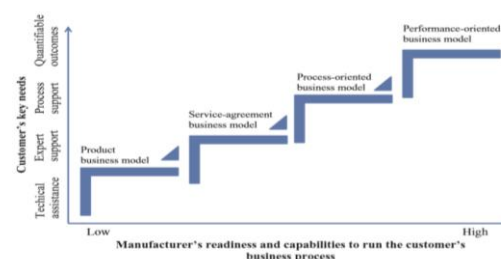 Customer's key needs
Quantifiable
outcomes
Process
support
Expert
support
Techical
assistance
Performance-oriented
business model
Process-oriented
business model
Service-agreement
business model
Product
business model
Low
High
Manufacturer's readiness and capabilities to run the customer's
business process